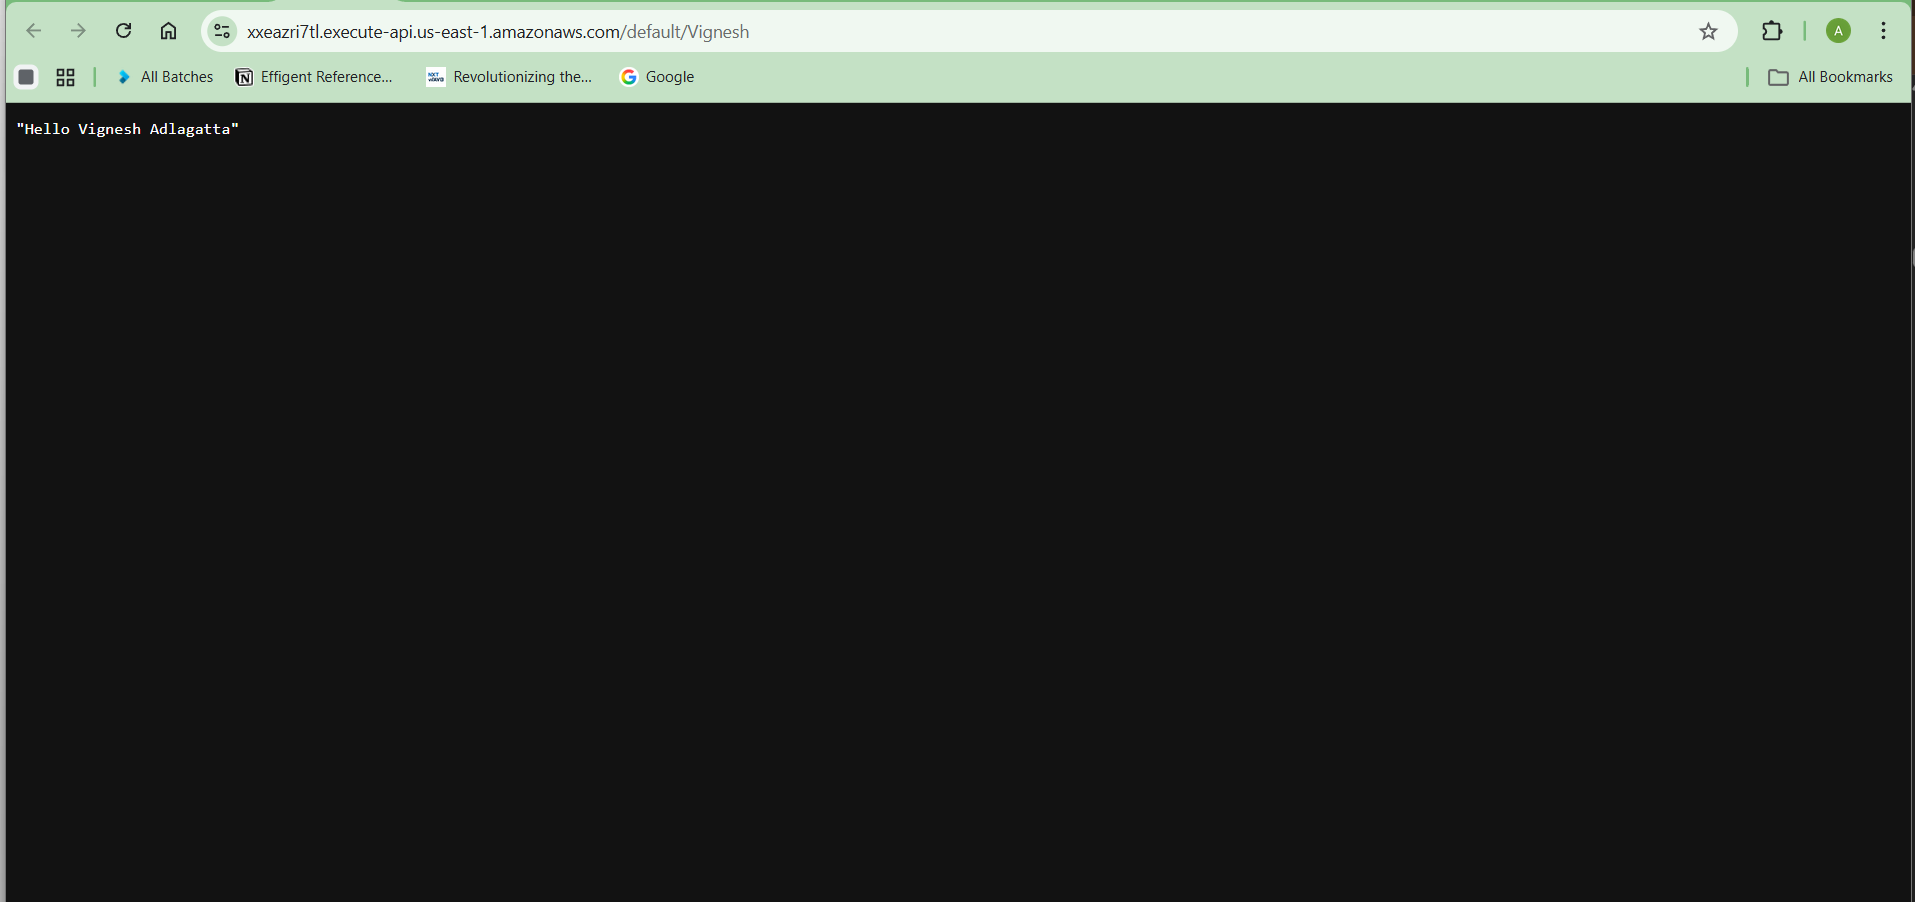 xxeazri7tl.execute-api.us-east-1.amazonaws.com/default/Vignesh
A
All Batches
Effigent Reference...
Revolutionizing the...
Google
All Bookmarks
"Hello Vignesh Adlagatta"